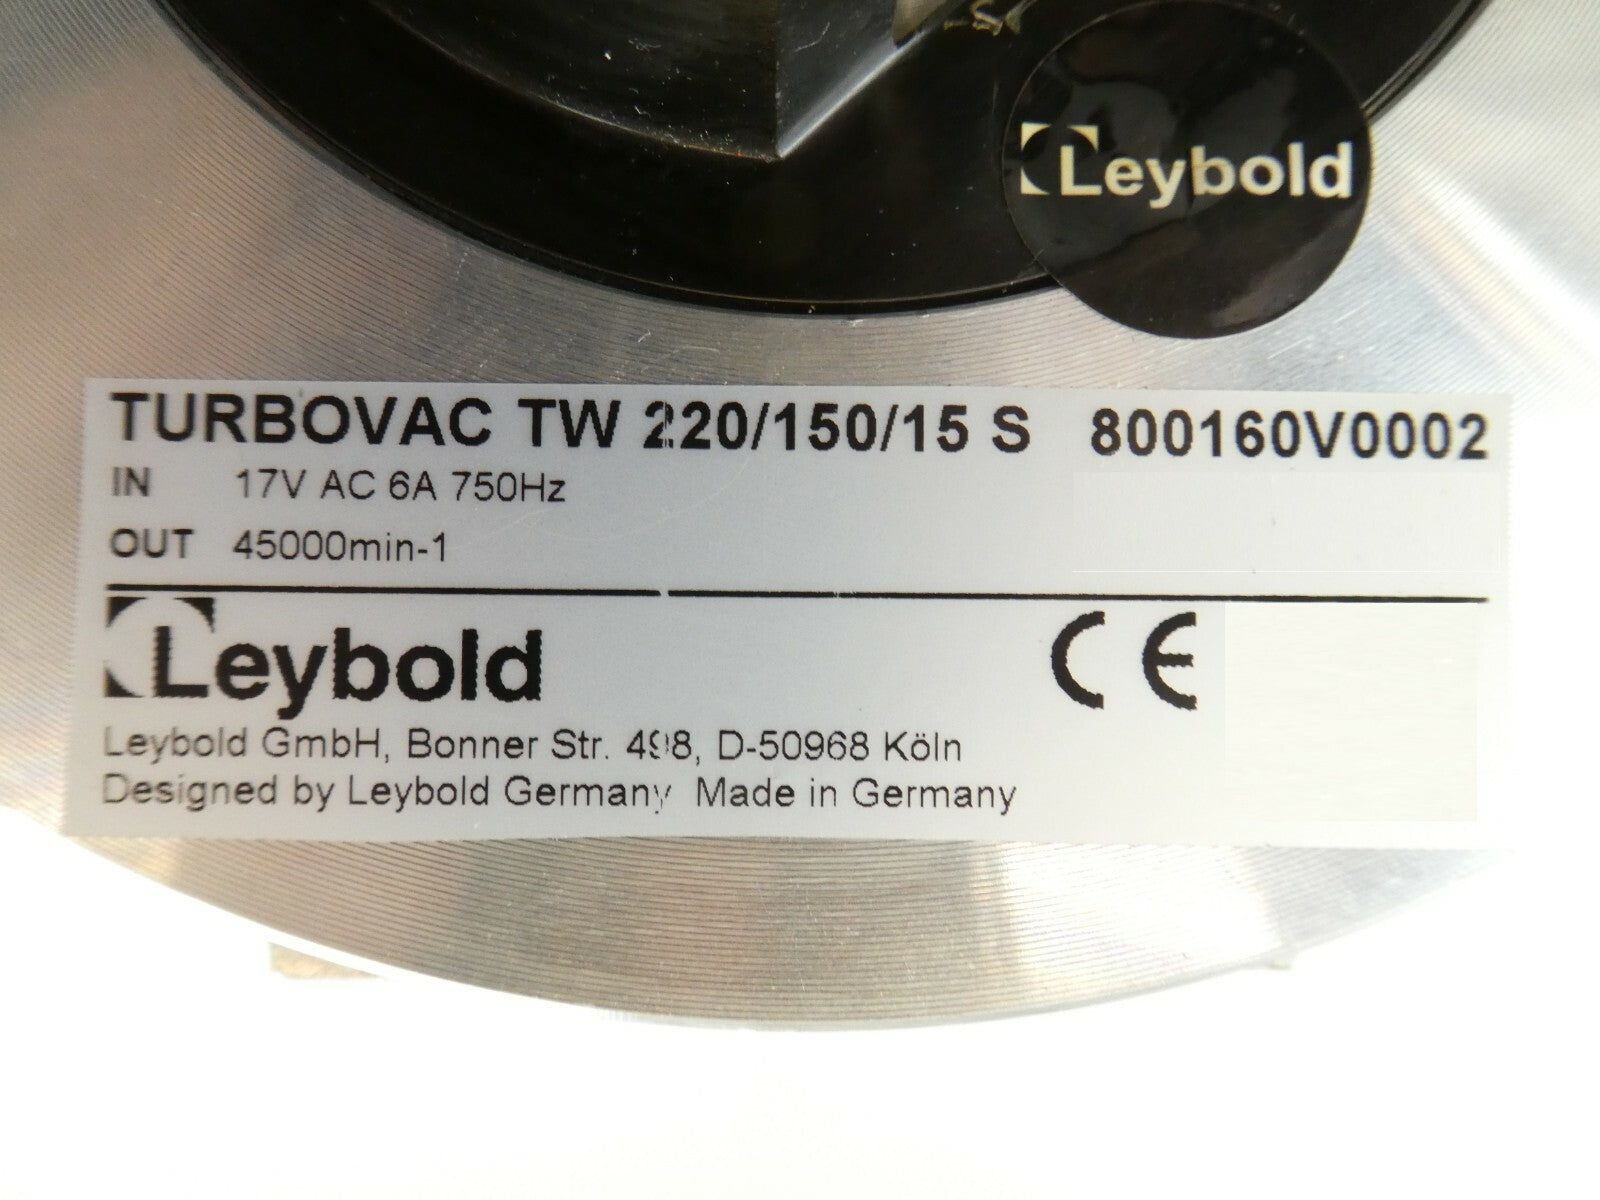 Leybold
TURBOVAC TW 220/150/15 S 800160V0002
IN 17V AC 6A 750Hz
OUT 45000min-1
Leybold CE
Leybold GmbH, Bonner Str. 498, D-50968 Köln
Designed by Leybold Germany Made in Germany